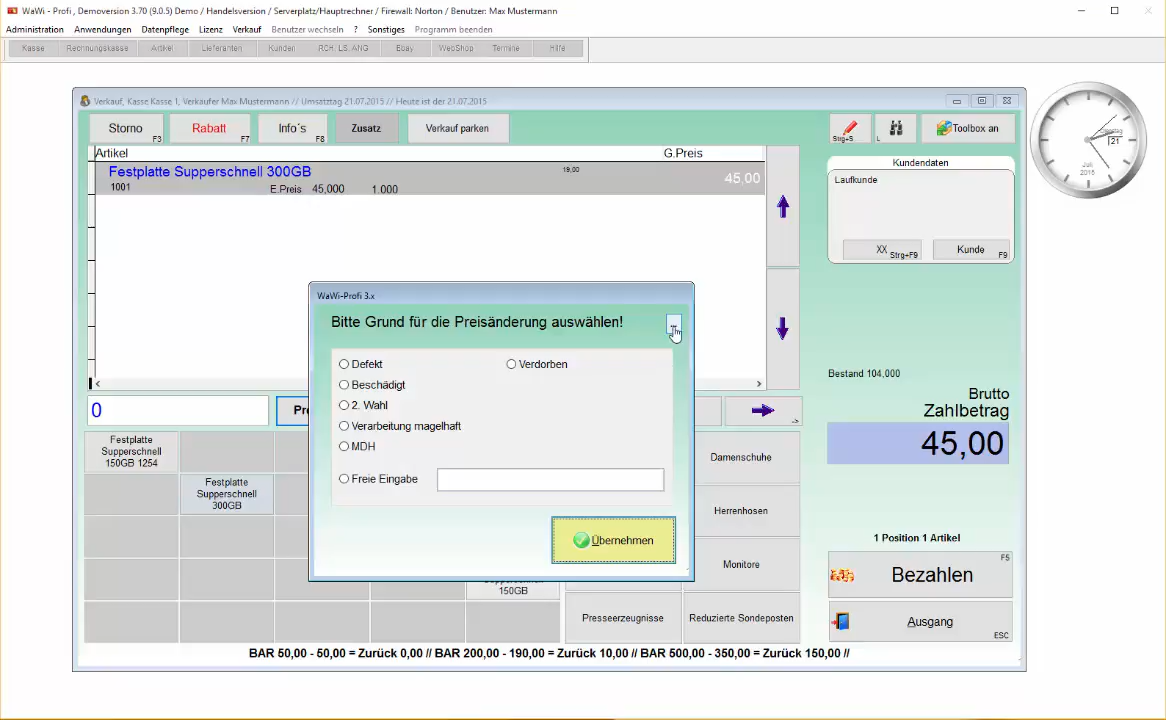 WaWi - Profi , Demoversion 3.70 (9.0.5) Demo / Handelsversion / Serverplatz/Hauptrechner / Firewall: Norton / Benutzer: Max Mustermann
Administration Anwendungen Datenpflege Lizenz Verkauf Benutzer wechseln ? Sonstiges Programm beenden
Kasse Rechnungskasse Artikel Lieferanten Kunden RCH, LS, ANG Ebay WebShop Termine Hilfe
Verkauf, Kasse Kasse 1, Verkäufer Max Mustermann // Umsatztag 21.07.2015 // Heute ist der 21.07.2015
Storno F3
Rabatt F7
Info´s F8
Zusatz
Verkauf parken
Strg+S
L
Toolbox an
Artikel G.Preis
Festplatte Supperschnell 300GB 19,00 45,00
1001 E.Preis 45,000 1.000
Kundendaten
Laufkunde
XX Strg+F9
Kunde F9
21
Juli
2015
WaWi-Profi 3.x
Bitte Grund für die Preisänderung auswählen!
Defekt Verdorben
Beschädigt
2. Wahl
Verarbeitung magelhaft
MDH
Freie Eingabe
Übernehmen
Bestand 104,000
Brutto
Zahlbetrag
45,00
0
Festplatte
Supperschnell
150GB 1254
Festplatte
Supperschnell
300GB
150GB
Damenschuhe
Herrenhosen
Monitore
Presseerzeugnisse
Reduzierte Sondeposten
1 Position 1 Artikel
Bezahlen F5
Ausgang ESC
BAR 50,00 - 50,00 = Zurück 0,00 // BAR 200,00 - 190,00 = Zurück 10,00 // BAR 500,00 - 350,00 = Zurück 150,00 //